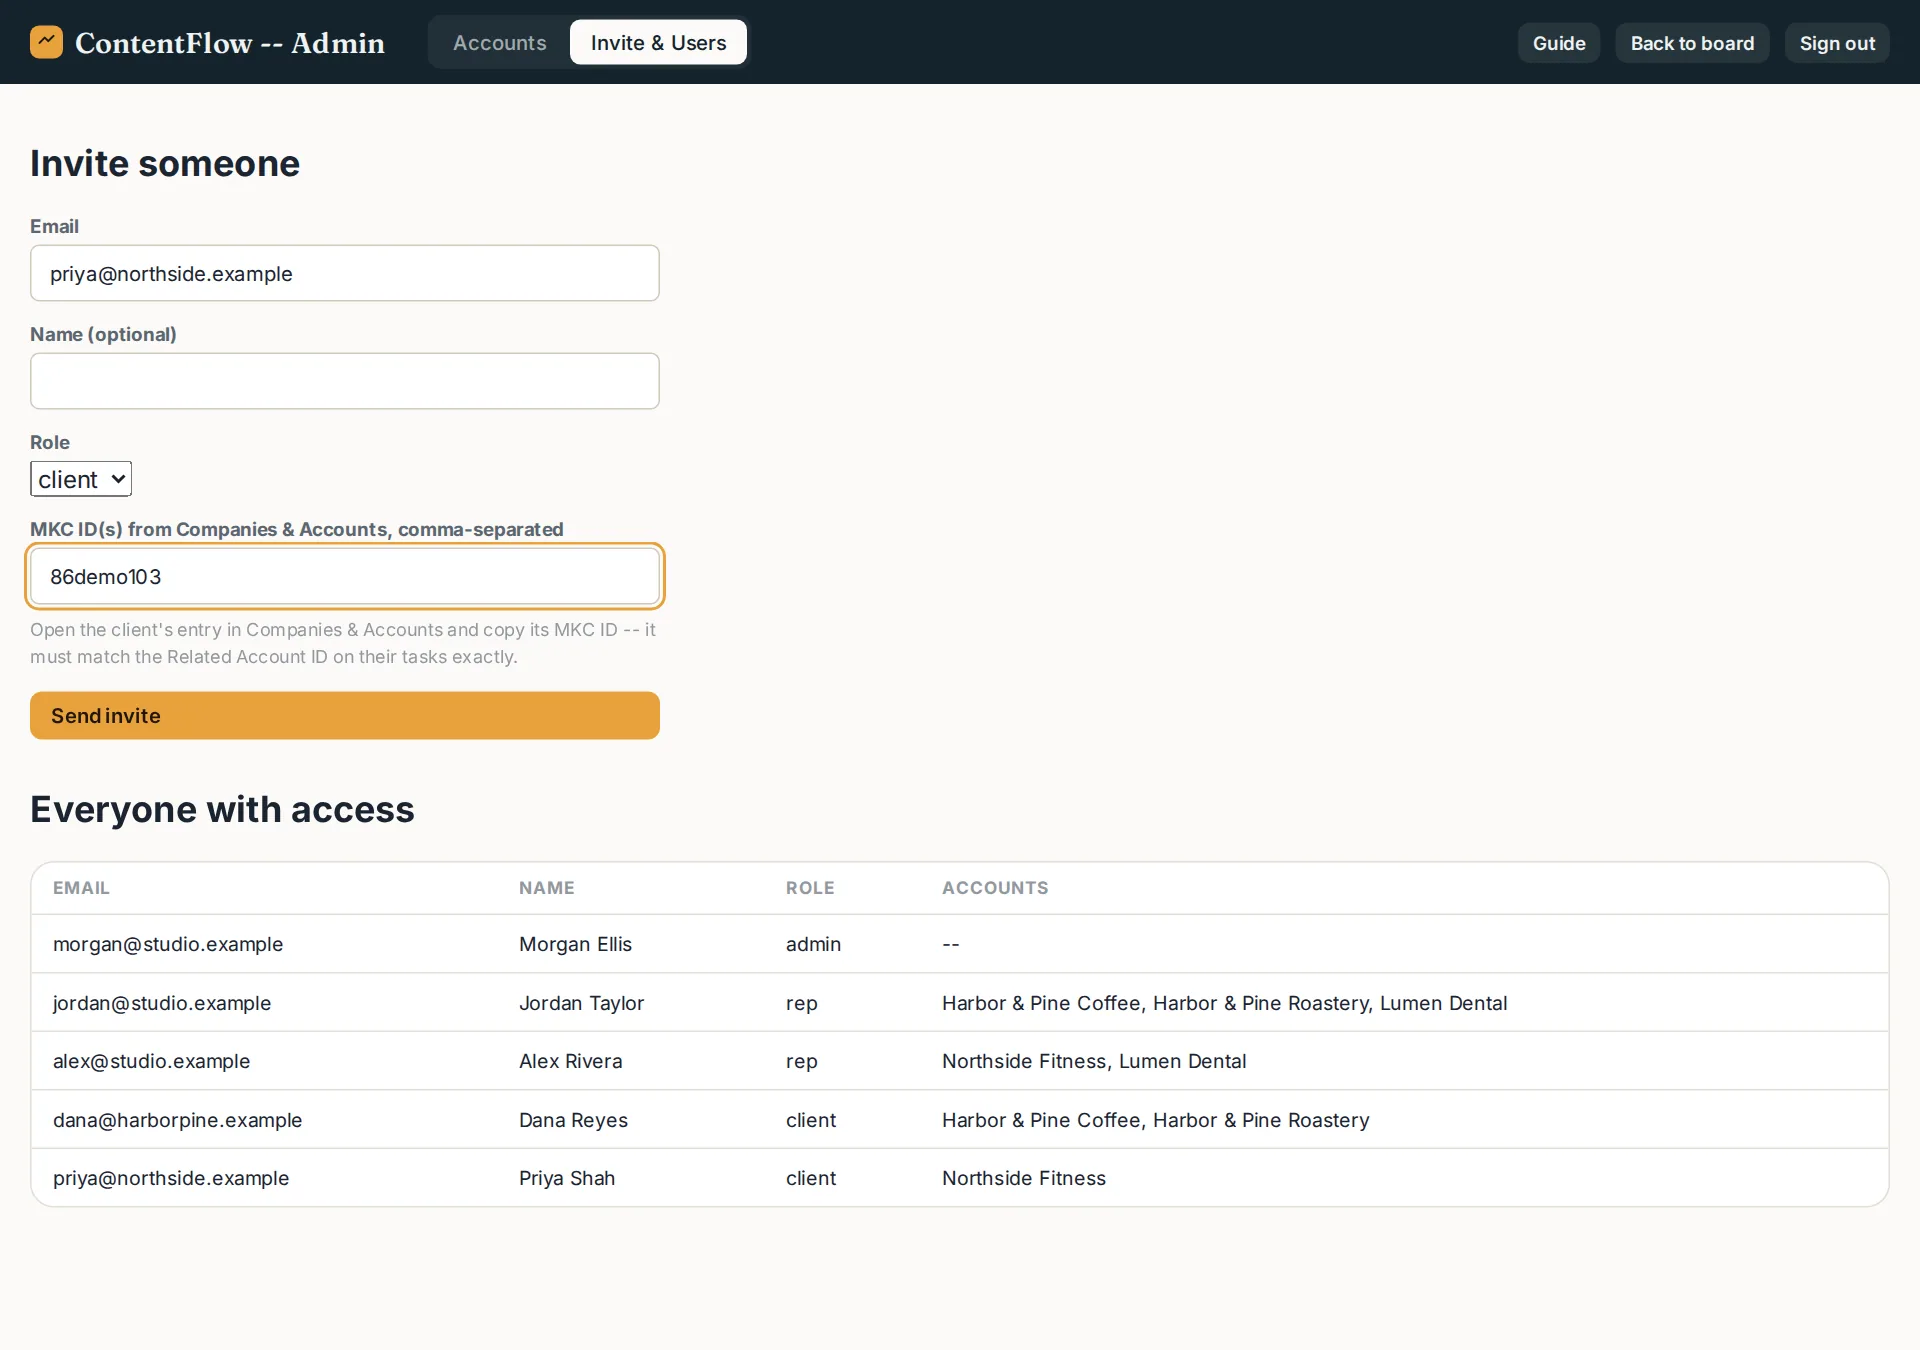 ContentFlow -- Admin
Accounts
Invite & Users
Guide
Back to board
Sign out
Invite someone
Email
priya@northside.example
Name (optional)
Role
client
MKC ID(s) from Companies & Accounts, comma-separated
86demo103
Open the client's entry in Companies & Accounts and copy its MKC ID -- it
must match the Related Account ID on their tasks exactly.
Send invite
Everyone with access
EMAIL NAME ROLE ACCOUNTS
morgan@studio.example Morgan Ellis admin --
jordan@studio.example Jordan Taylor rep Harbor & Pine Coffee, Harbor & Pine Roastery, Lumen Dental
alex@studio.example Alex Rivera rep Northside Fitness, Lumen Dental
dana@harborpine.example Dana Reyes client Harbor & Pine Coffee, Harbor & Pine Roastery
priya@northside.example Priya Shah client Northside Fitness